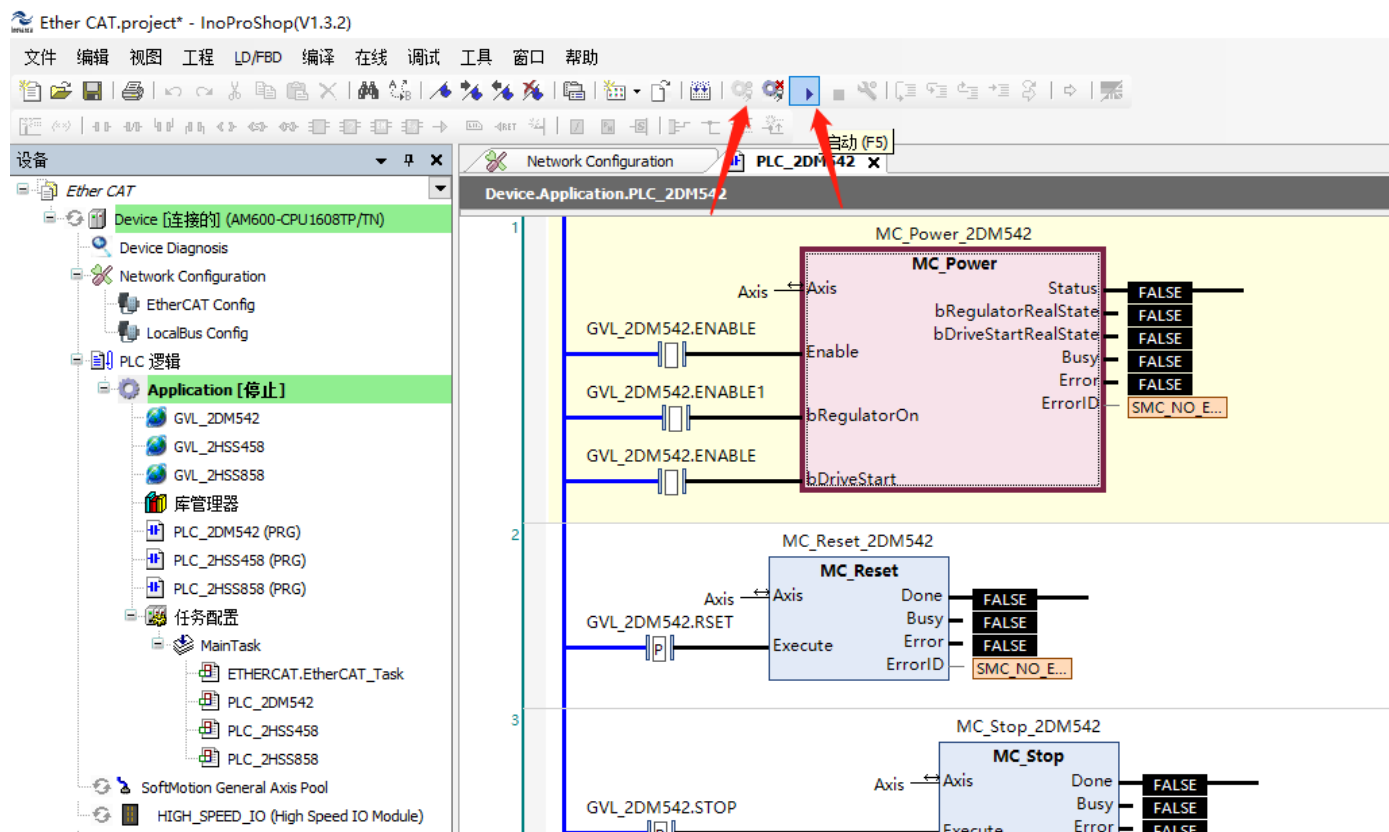 Ether CAT.project* - InoProShop(V1.3.2)
文件 编辑 视图 工程 LD/FBD 编译 在线 调试 工具 窗口 帮助
启动 (F5)
设备
Network Configuration
PLC_2DM542
Ether CAT
Device.Application.PLC_2DM542
Device [连接的] (AM600-CPU1608TP/TN)
Device Diagnosis
Network Configuration
EtherCAT Config
LocalBus Config
PLC 逻辑
Application [停止]
GVL_2DM542
GVL_2HSS458
GVL_2HSS858
库管理器
PLC_2DM542 (PRG)
PLC_2HSS458 (PRG)
PLC_2HSS858 (PRG)
任务配置
MainTask
ETHERCAT.EtherCAT_Task
PLC_2DM542
PLC_2HSS458
PLC_2HSS858
SoftMotion General Axis Pool
HIGH_SPEED_IO (High Speed IO Module)
1
MC_Power_2DM542
MC_Power
Axis Axis Status FALSE
bRegulatorRealState FALSE
GVL_2DM542.ENABLE bDriveStartRealState FALSE
Enable Busy FALSE
Error FALSE
GVL_2DM542.ENABLE1 ErrorID SMC_NO_E...
bRegulatorOn
GVL_2DM542.ENABLE
bDriveStart
2
MC_Reset_2DM542
MC_Reset
Axis Axis Done FALSE
GVL_2DM542.RSET Busy FALSE
P Execute Error FALSE
ErrorID SMC_NO_E...
3
MC_Stop_2DM542
MC_Stop
Axis Axis Done FALSE
GVL_2DM542.STOP Busy FALSE
Execute Error FALSE